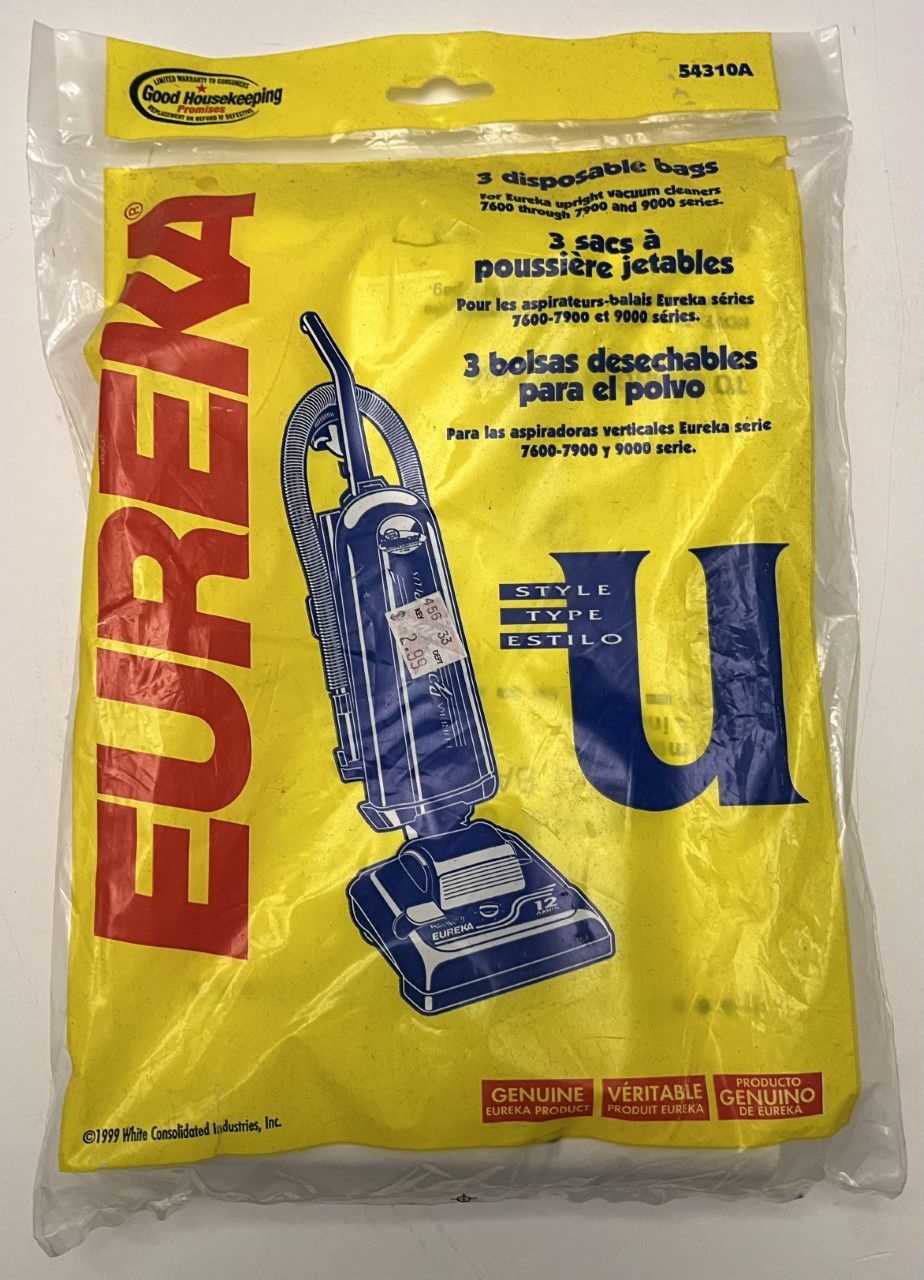 LIMITED WARRANTY TO CONSUMERS
Good Housekeeping
Promises
REPLACEMENT OR REFUND IF DEFECTIVE
54310A
EUREKA®
3 disposable bags
For Eureka upright vacuum cleaners
7600 through 7900 and 9000 series.
3 sacs à
poussière jetables
Pour les aspirateurs-balais Eureka séries
7600-7900 et 9000 séries.
3 bolsas desechables
para el polvo
Para las aspiradoras verticales Eureka serie
7600-7900 y 9000 serie.
STYLE
TYPE
ESTILO
U
456 33
KEY DEPT
$ 2.99
12
AMPS
EUREKA
GENUINE
EUREKA PRODUCT
VÉRITABLE
PRODUIT EUREKA
PRODUCTO
GENUINO
DE EUREKA
©1999 White Consolidated Industries, Inc.